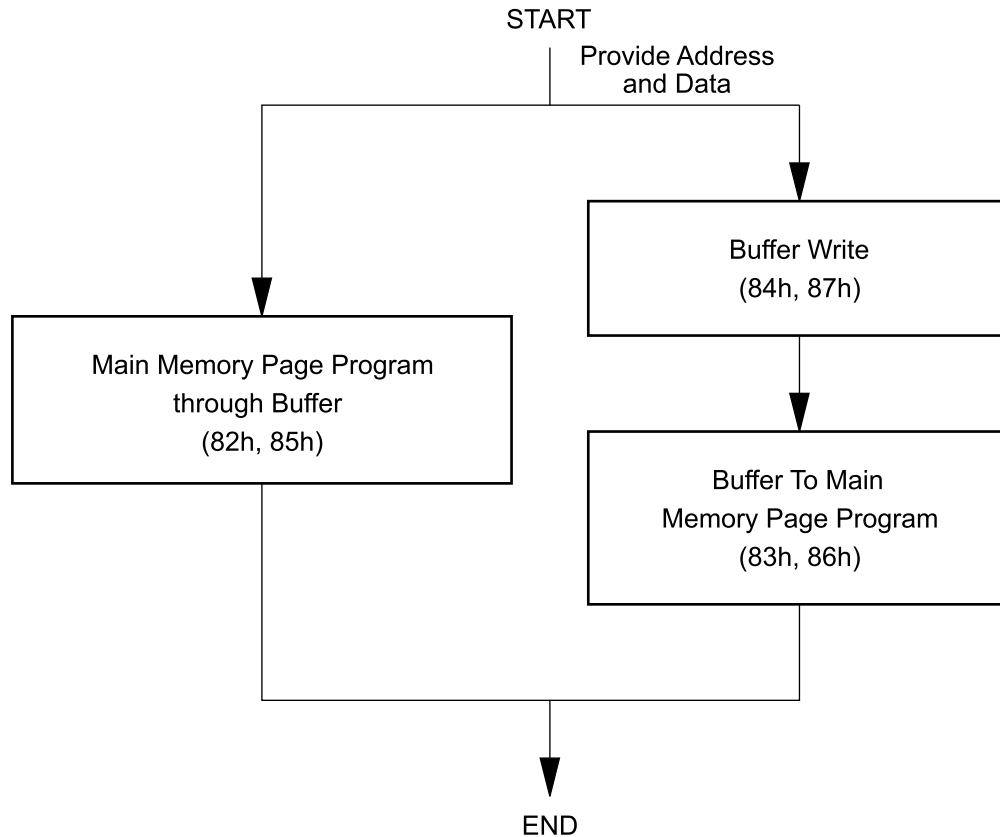 START
Provide Address
and Data
Buffer Write
(84h, 87h)
Main Memory Page Program
through Buffer
(82h, 85h)
Buffer To Main
Memory Page Program
(83h, 86h)
END